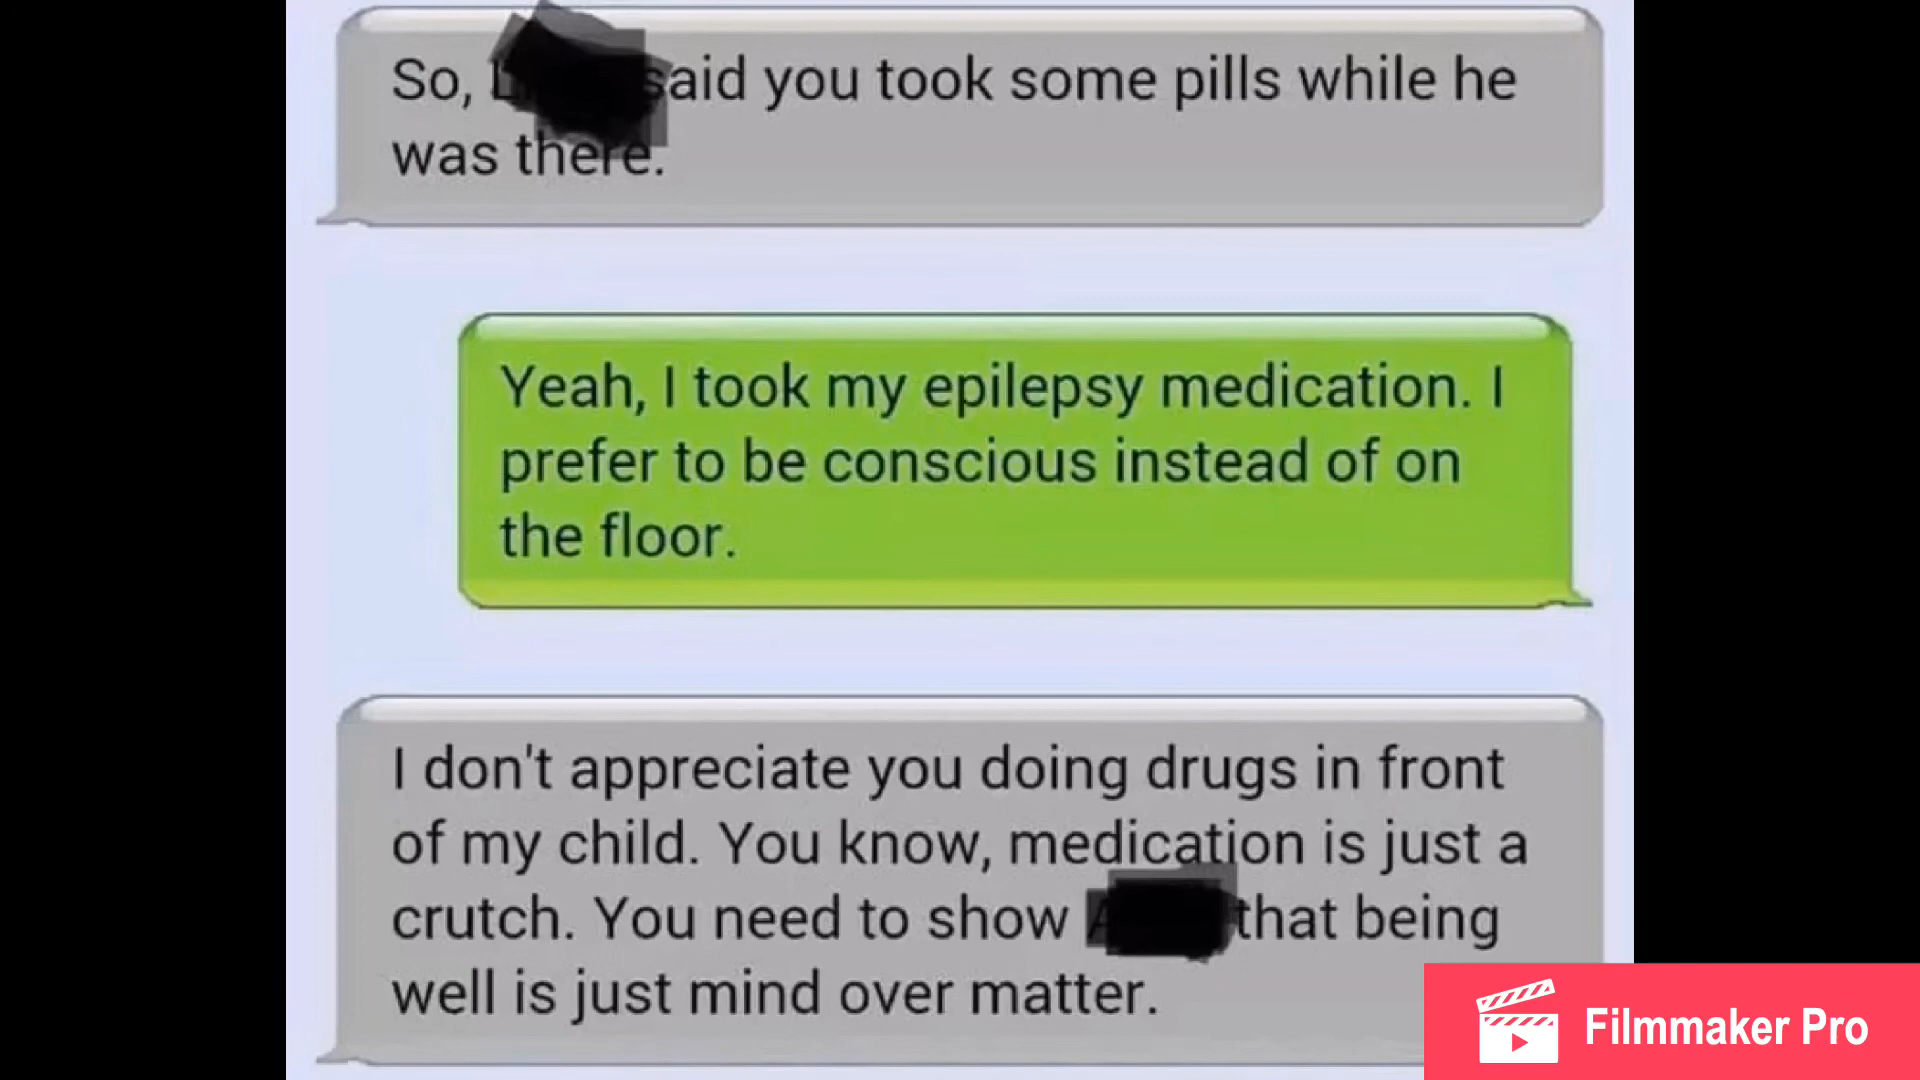 So, said you took some pills while he
was there.
Yeah, I took my epilepsy medication. I
prefer to be conscious instead of on
the floor.
I don't appreciate you doing drugs in front
of my child. You know, medication is just a
crutch. You need to show that being
well is just mind over matter.
Filmmaker Pro